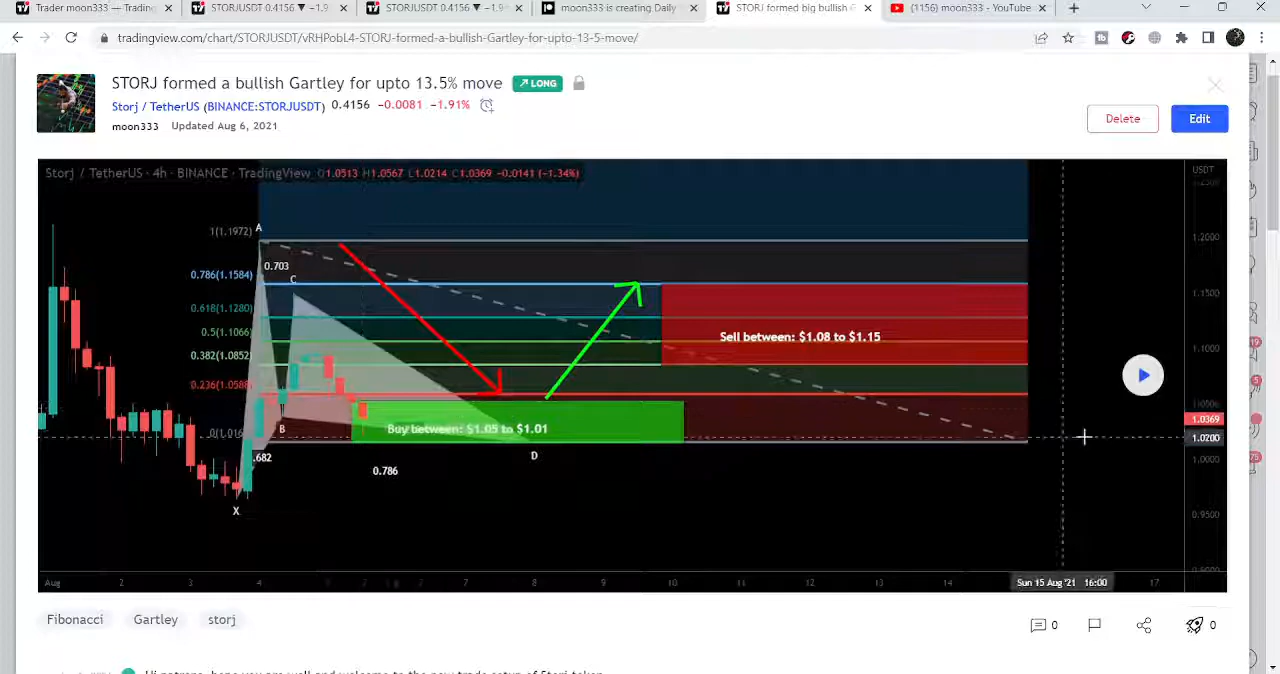 Trader moon333 — Trading
STORJUSDT 0.4156 ▼ −1.9
STORJUSDT 0.4156 ▼ −1.9
moon333 is creating Daily
STORJ formed big bullish
(1156) moon333 - YouTube
tradingview.com/chart/STORJUSDT/vRHPobL4-STORJ-formed-a-bullish-Gartley-for-upto-13-5-move/
STORJ formed a bullish Gartley for upto 13.5% move
LONG
Storj / TetherUS (BINANCE:STORJUSDT) 0.4156 −0.0081 −1.91%
moon333 Updated Aug 6, 2021
Delete
Edit
Storj / TetherUS · 4h · BINANCE · TradingView O1.0513 H1.0567 L1.0214 C1.0369 −0.0141 (−1.34%)
USDT
1(1.1972)
A
1.2000
0.703
C
0.786(1.1584)
1.1500
0.618(1.1280)
0.5(1.1066)
Sell between: $1.08 to $1.15
1.1000
0.382(1.0852)
0.236(1.0588)
1.0369
B
Buy between: $1.05 to $1.01
1.0200
D
1.0000
0.786
X
0.9500
Aug 2 3 4 7 8 9 10 11 12 13 14 Sun 15 Aug '21 16:00 17
Fibonacci
Gartley
storj
0
0